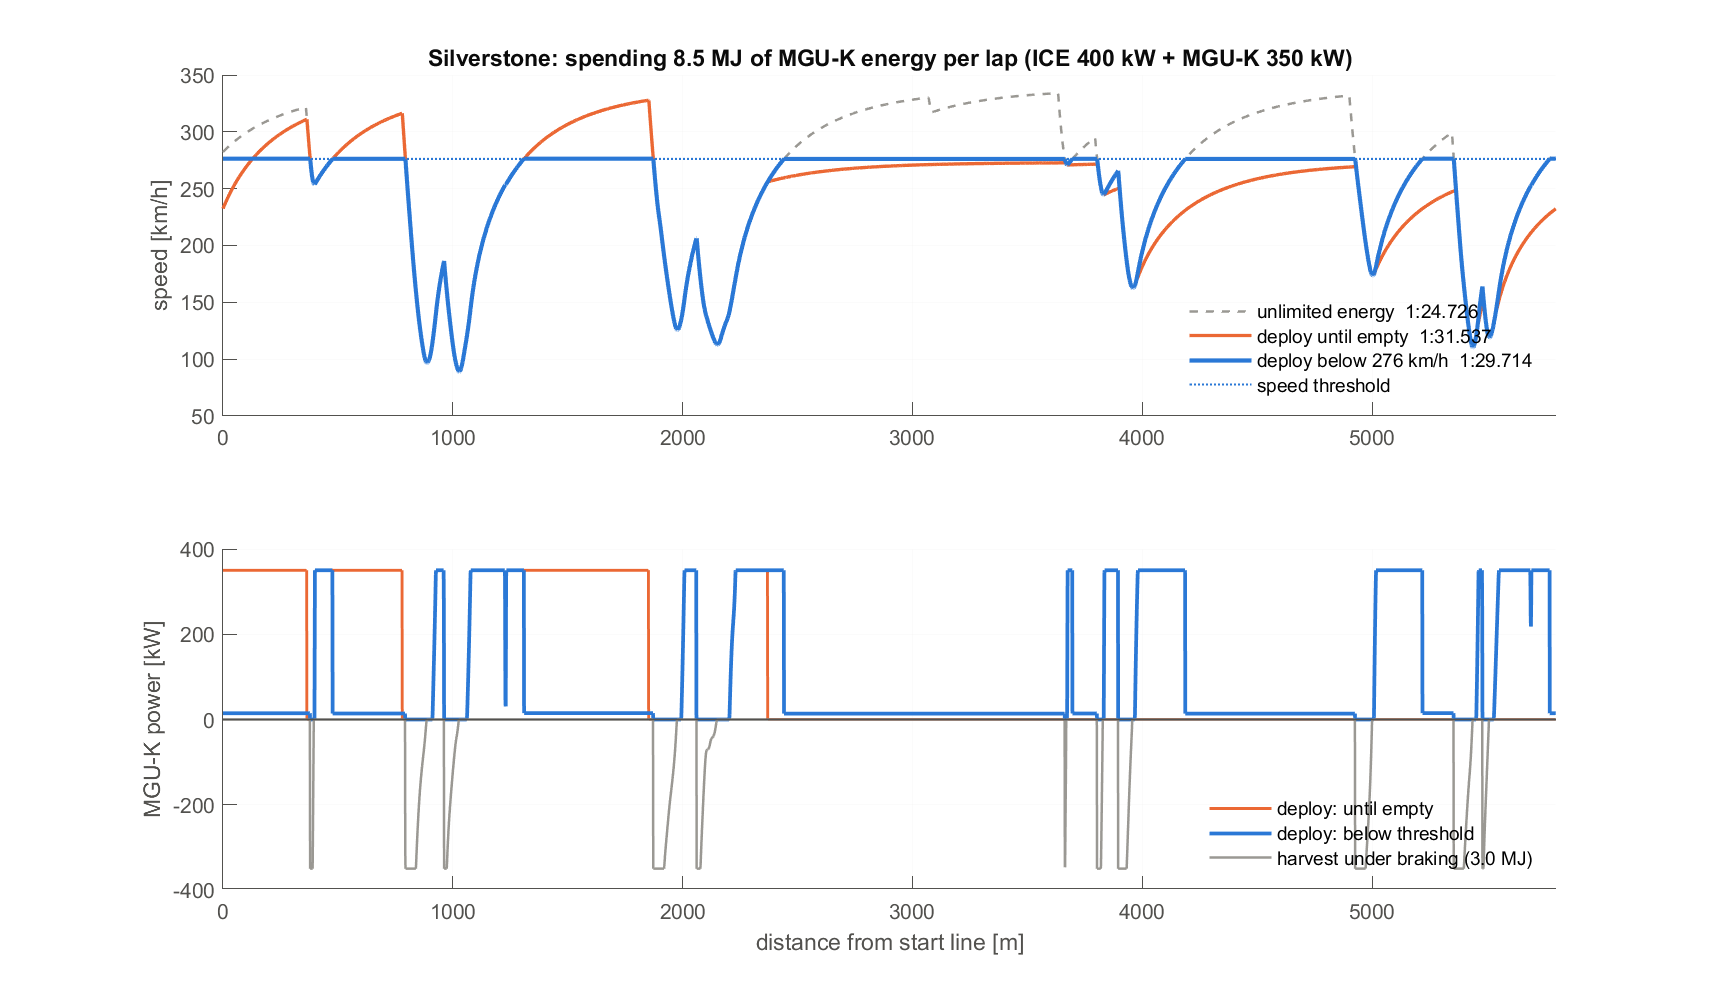 Silverstone: spending 8.5 MJ of MGU-K energy per lap (ICE 400 kW + MGU-K 350 kW)
350
300
250
200
150
100
50
speed [km/h]
unlimited energy 1:24.726
deploy until empty 1:31.537
deploy below 276 km/h 1:29.714
speed threshold
0 1000 2000 3000 4000 5000
400
200
0
-200
-400
MGU-K power [kW]
deploy: until empty
deploy: below threshold
harvest under braking (3.0 MJ)
0 1000 2000 3000 4000 5000
distance from start line [m]